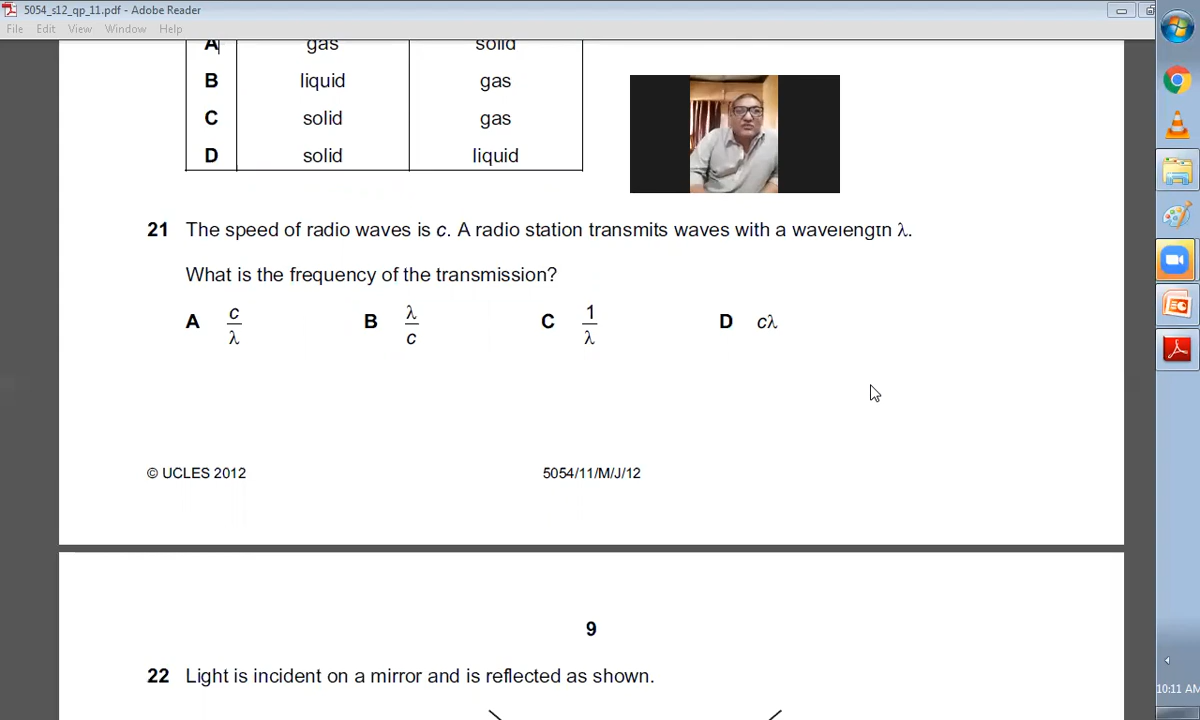 5054_s12_qp_11.pdf - Adobe Reader
File Edit View Window Help
A gas solid
B liquid gas
C solid gas
D solid liquid
21 The speed of radio waves is c. A radio station transmits waves with a wavelength λ.
What is the frequency of the transmission?
A c/λ B λ/c C 1/λ D cλ
© UCLES 2012 5054/11/M/J/12
9
22 Light is incident on a mirror and is reflected as shown.
10:11 AM